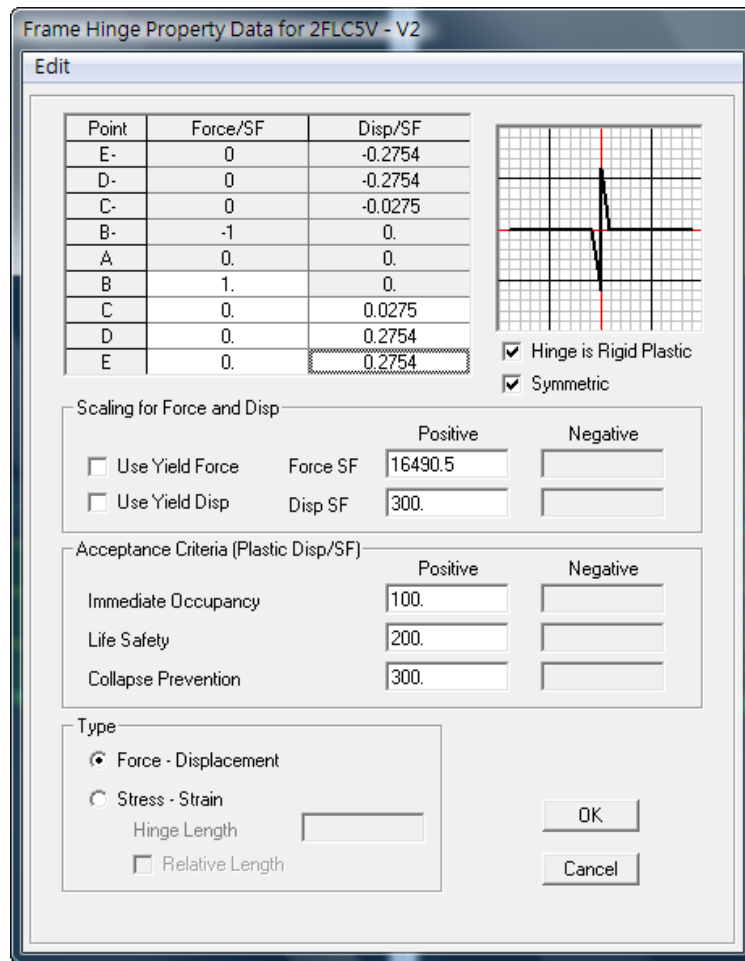 Frame Hinge Property Data for 2FLC5V - V2
Edit
Point Force/SF Disp/SF
E- 0 -0.2754
D- 0 -0.2754
C- 0 -0.0275
B- -1 0.
A 0. 0.
B 1. 0.
C 0. 0.0275
D 0. 0.2754
E 0. 0.2754
Hinge is Rigid Plastic
Symmetric
Scaling for Force and Disp
Positive Negative
Use Yield Force Force SF 16490.5
Use Yield Disp Disp SF 300.
Acceptance Criteria (Plastic Disp/SF)
Positive Negative
Immediate Occupancy 100.
Life Safety 200.
Collapse Prevention 300.
Type
Force - Displacement
Stress - Strain
Hinge Length
Relative Length
OK
Cancel